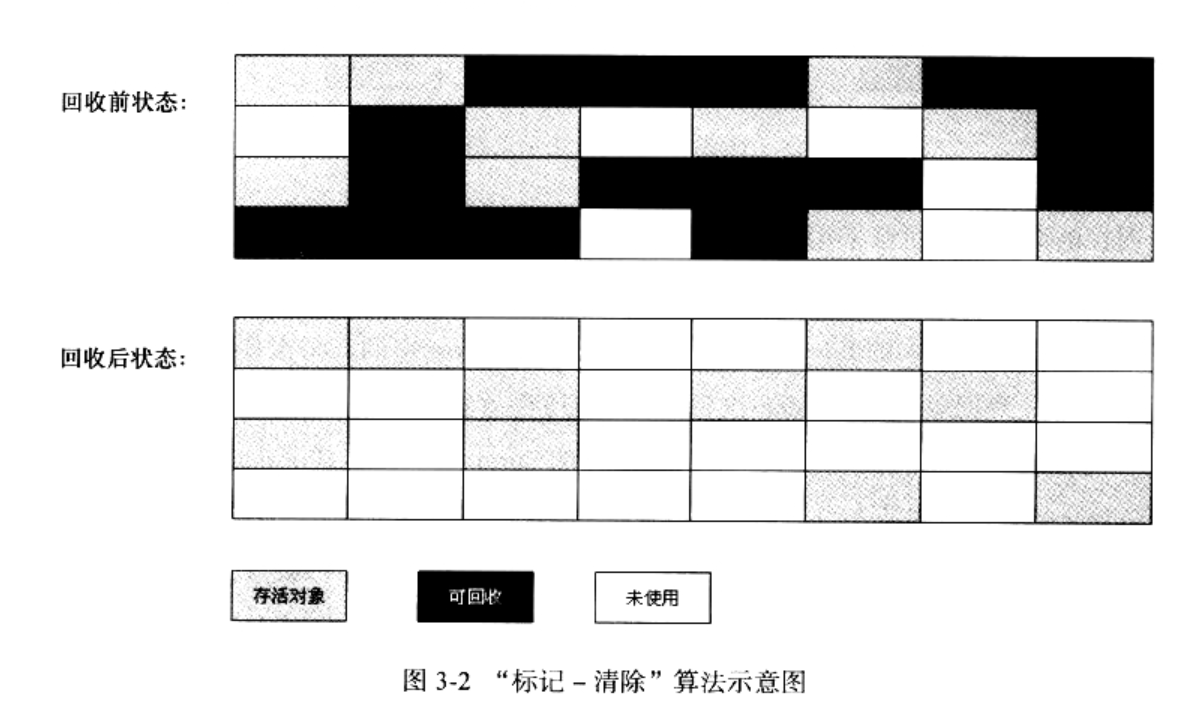 回收前状态：
回收后状态：
存活对象
可回收
未使用
图 3-2 “标记 – 清除”算法示意图